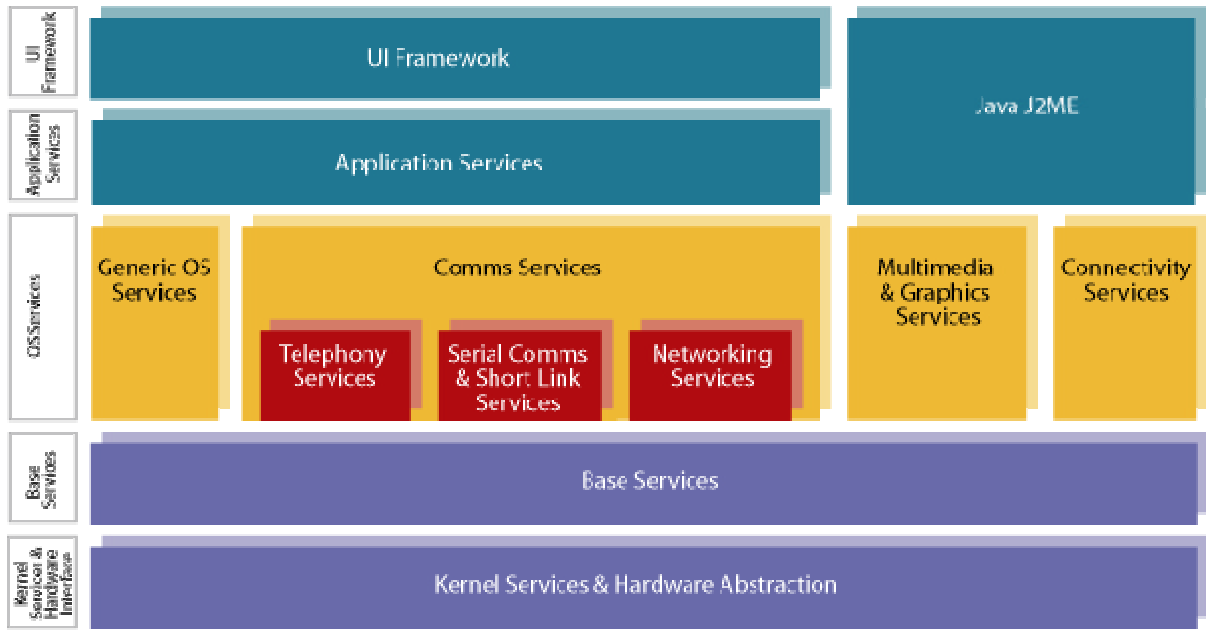 UI
Framework
UI Framework
Java J2ME
Application
Services
Application Services
OSServices
Generic OS
Services
Comms Services
Telephony
Services
Serial Comms
& Short Link
Services
Networking
Services
Multimedia
& Graphics
Services
Connectivity
Services
Base
Services
Base Services
Kernel
Services &
Hardware
Interface
Kernel Services & Hardware Abstraction